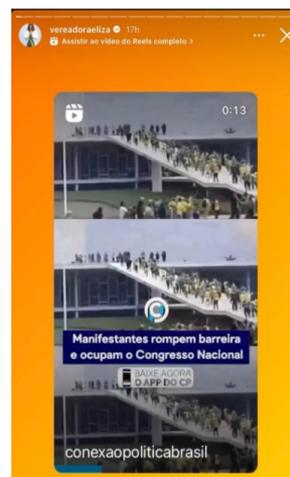 vereadoraeliza 17h
Assistir ao vídeo do Reels completo >
0:13
Manifestantes rompem barreira
e ocupam o Congresso Nacional
BAIXE AGORA
O APP DO CP
conexaopoliticabrasil